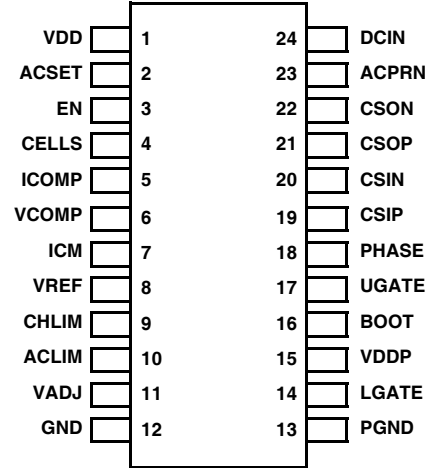 VDD 1 24 DCIN
ACSET 2 23 ACPRN
EN 3 22 CSON
CELLS 4 21 CSOP
ICOMP 5 20 CSIN
VCOMP 6 19 CSIP
ICM 7 18 PHASE
VREF 8 17 UGATE
CHLIM 9 16 BOOT
ACLIM 10 15 VDDP
VADJ 11 14 LGATE
GND 12 13 PGND